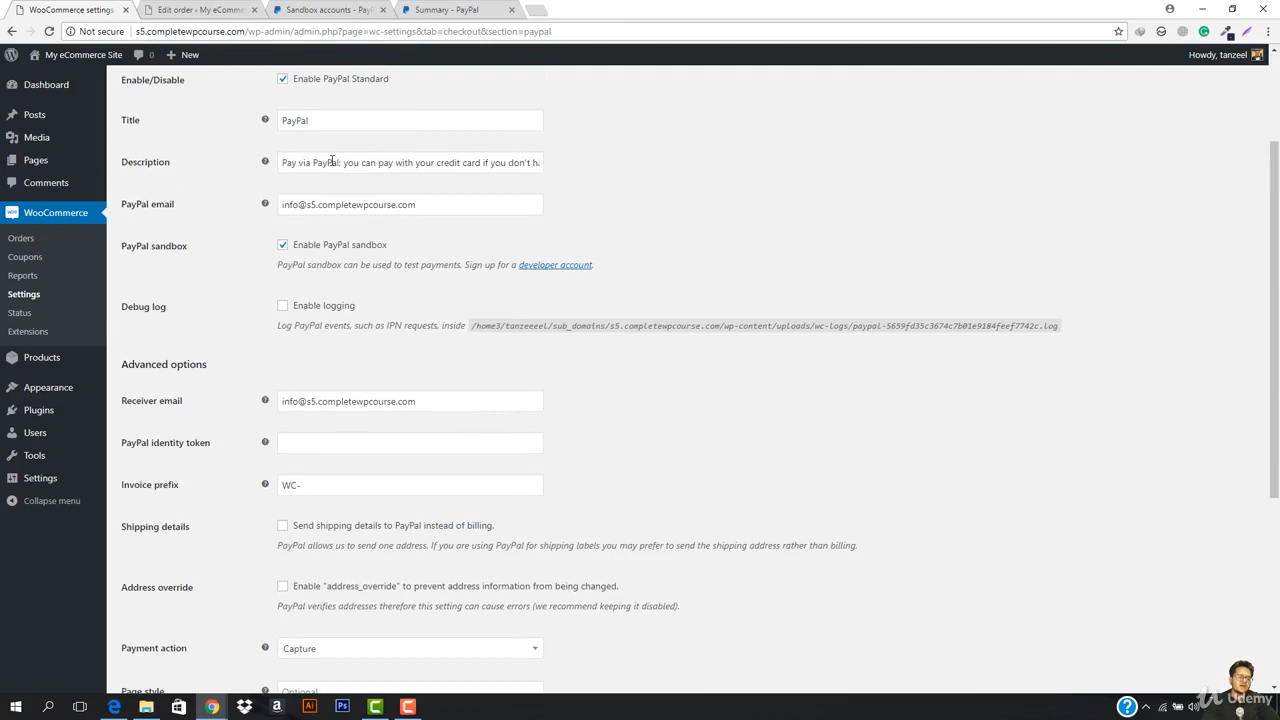 WooCommerce settings
Edit order ‹ My eComme
Sandbox accounts - PayP
Summary - PayPal
Not secure
s5.completewpcourse.com/wp-admin/admin.php?page=wc-settings&tab=checkout&section=paypal
My eCommerce Site
0
New
Howdy, tanzeel
Dashboard
Posts
Media
Pages
Comments
WooCommerce
Orders
Coupons
Reports
Settings
Status
Extensions
Products
Appearance
Plugins
Users
Tools
Settings
Collapse menu
Enable/Disable
Enable PayPal Standard
Title
PayPal
Description
Pay via PayPal; you can pay with your credit card if you don't ha
PayPal email
info@s5.completewpcourse.com
PayPal sandbox
Enable PayPal sandbox
PayPal sandbox can be used to test payments. Sign up for a developer account.
Debug log
Enable logging
Log PayPal events, such as IPN requests, inside /home3/tanzeeeel/sub_domains/s5.completewpcourse.com/wp-content/uploads/wc-logs/paypal-5659fd35c3674c7b01e9184feef7742c.log
Advanced options
Receiver email
info@s5.completewpcourse.com
PayPal identity token
Invoice prefix
WC-
Shipping details
Send shipping details to PayPal instead of billing.
PayPal allows us to send one address. If you are using PayPal for shipping labels you may prefer to send the shipping address rather than billing.
Address override
Enable "address_override" to prevent address information from being changed.
PayPal verifies addresses therefore this setting can cause errors (we recommend keeping it disabled).
Payment action
Capture
Page style
Optional
Udemy